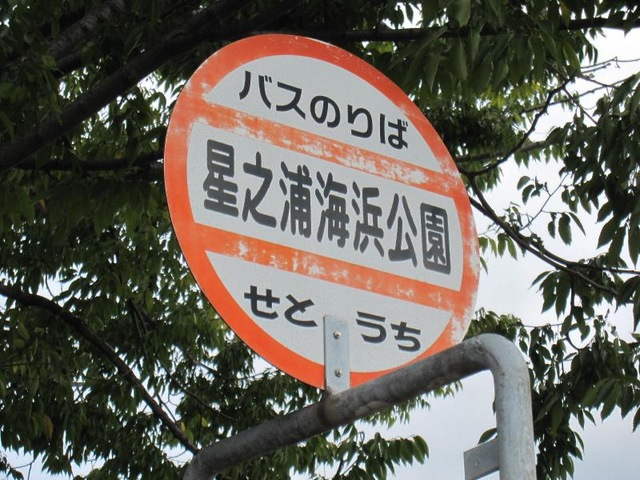 バスのりば
星之浦海浜公園
せとうち